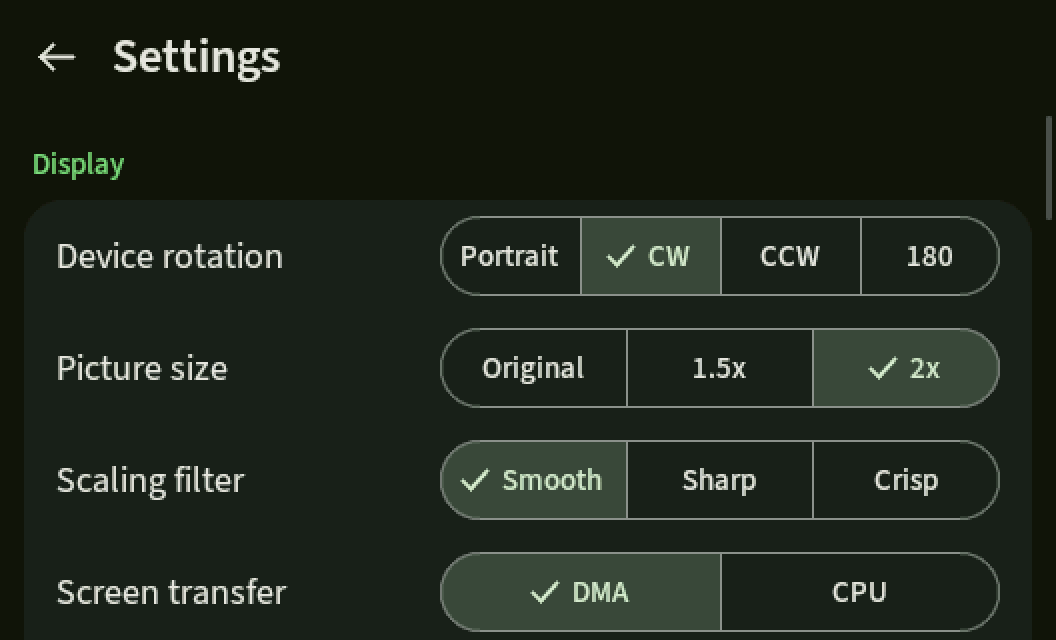 Settings
Display
Device rotation Portrait CW CCW 180
Picture size Original 1.5x 2x
Scaling filter Smooth Sharp Crisp
Screen transfer DMA CPU